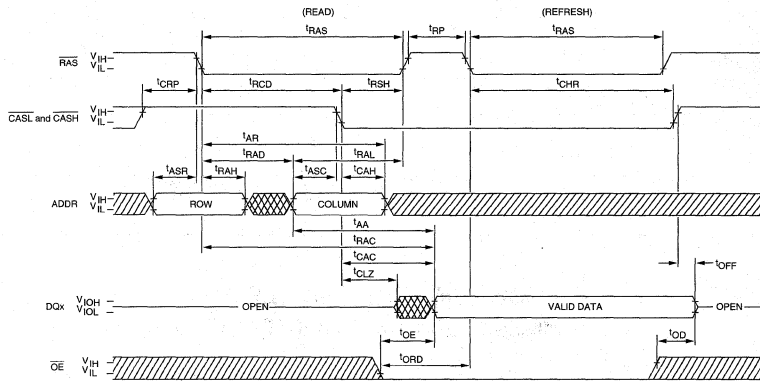 (READ) (REFRESH)
tRAS tRP tRAS
RAS VIH VIL
tCRP tRCD tRSH tCHR
CASL and CASH VIH VIL
tAR
tRAD tRAL
tASR tRAH tASC tCAH
ADDR VIH VIL ROW COLUMN
tAA
tRAC
tCAC
tOFF
tCLZ
DQx VIOH VIOL OPEN VALID DATA OPEN
tOE tOD
tORD
OE VIH VIL